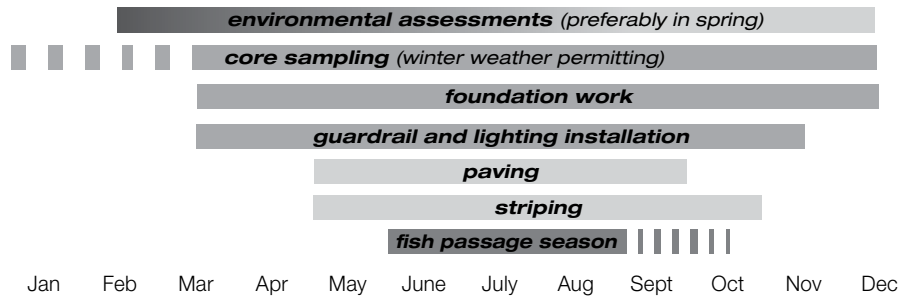 environmental assessments (preferably in spring)
core sampling (winter weather permitting)
foundation work
guardrail and lighting installation
paving
striping
fish passage season
Jan Feb Mar Apr May June July Aug Sept Oct Nov Dec